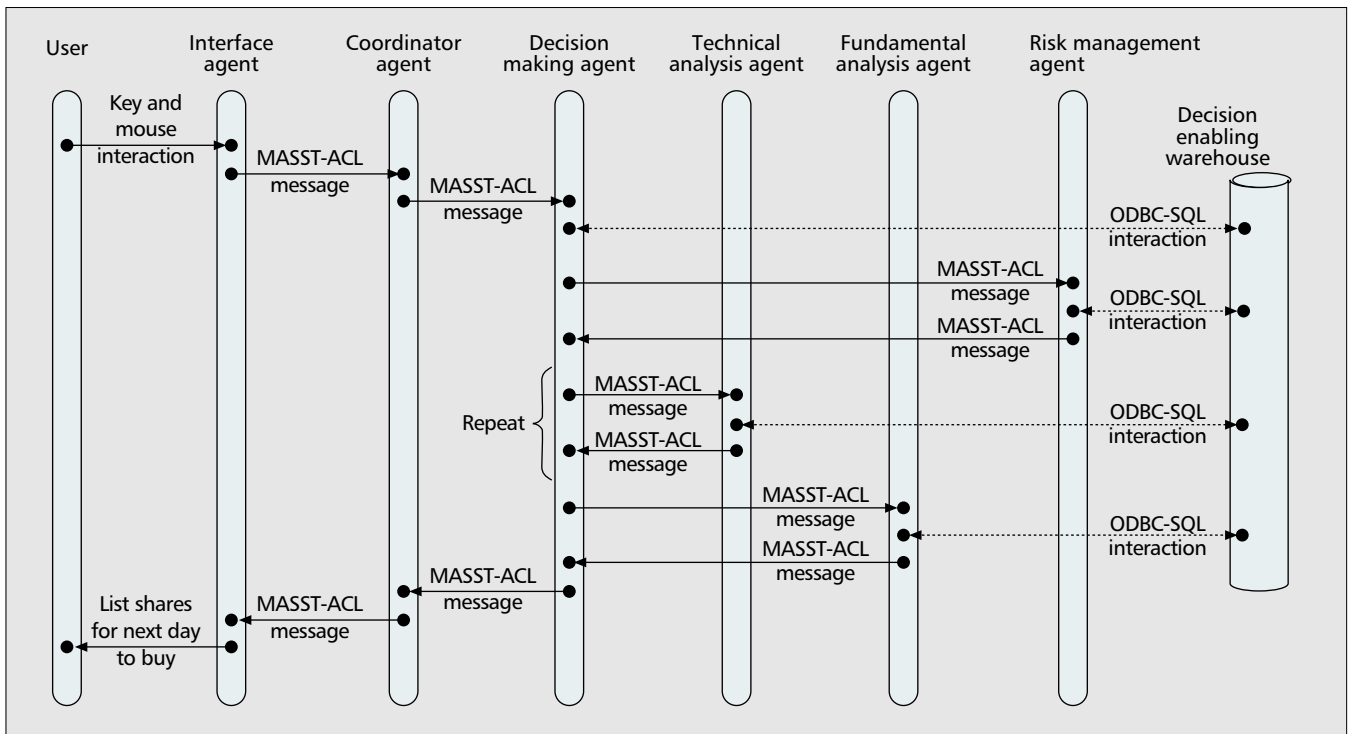 User
Interface
agent
Coordinator
agent
Decision
making agent
Technical
analysis agent
Fundamental
analysis agent
Risk management
agent
Decision
enabling
warehouse
Key and
mouse
interaction
MASST-ACL
message
MASST-ACL
message
ODBC-SQL
interaction
MASST-ACL
message
ODBC-SQL
interaction
MASST-ACL
message
Repeat
MASST-ACL
message
ODBC-SQL
interaction
MASST-ACL
message
MASST-ACL
message
ODBC-SQL
interaction
MASST-ACL
message
MASST-ACL
message
MASST-ACL
message
List shares
for next day
to buy